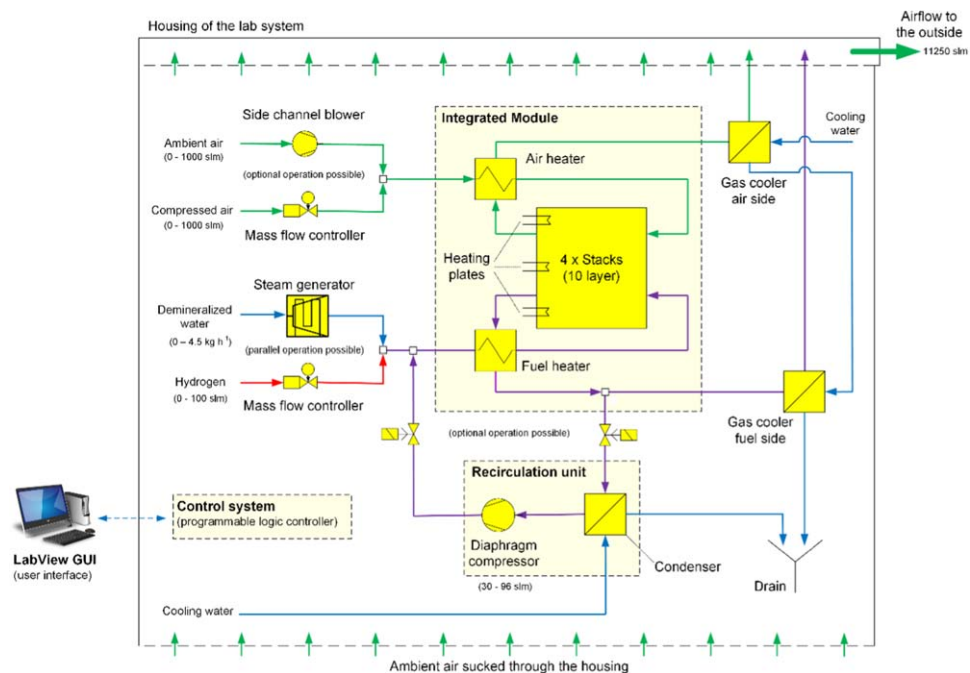 Housing of the lab system
Airflow to
the outside
11250 slm
Side channel blower
Integrated Module
Cooling
water
Ambient air
(0 - 1000 slm)
Air heater
(optional operation possible)
Gas cooler
air side
Compressed air
(0 - 1000 slm)
Mass flow controller
Heating
plates
4 x Stacks
(10 layer)
Steam generator
Demineralized
water
(0 – 4.5 kg h⁻¹)
(parallel operation possible)
Fuel heater
Hydrogen
(0 - 100 slm)
Mass flow controller
Gas cooler
fuel side
(optional operation possible)
Recirculation unit
Control system
(programmable logic controller)
LabView GUI
(user interface)
Diaphragm
compressor
(30 - 96 slm)
Condenser
Drain
Cooling water
Ambient air sucked through the housing